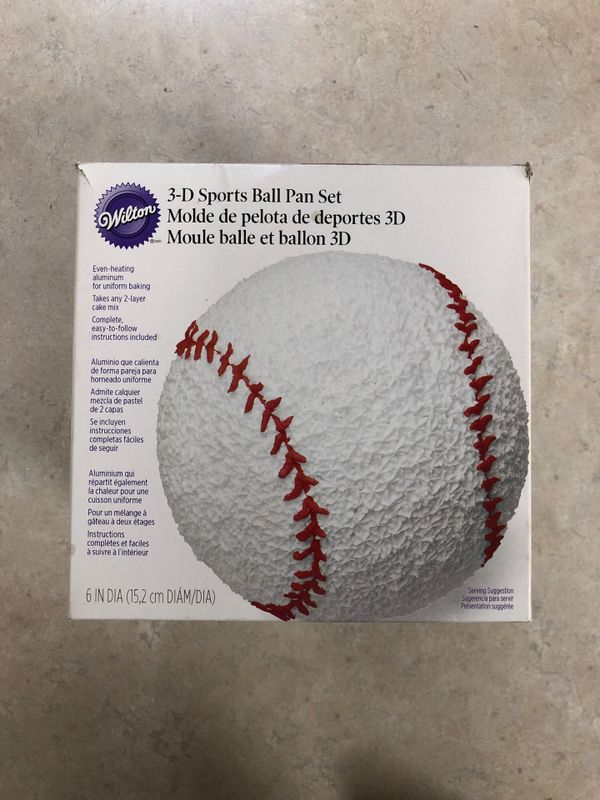 Wilton
3-D Sports Ball Pan Set
Molde de pelota de deportes 3D
Moule balle et ballon 3D
Even-heating
aluminum
for uniform baking
Takes any 2-layer
cake mix
Complete,
easy-to-follow
instructions included
Aluminio que calienta
de forma pareja para
horneado uniforme
Admite calquier
mezcla de pastel
de 2 capas
Se incluyen
instrucciones
completas fáciles
de seguir
Aluminium qui
répartit également
la chaleur pour une
cuisson uniforme
Pour un mélange à
gâteau à deux étages
Instructions
complètes et faciles
à suivre à l'intérieur
6 IN DIA (15,2 cm DIÁM/DIA)
Serving Suggestion
Sugerencia para servir
Présentation suggérée